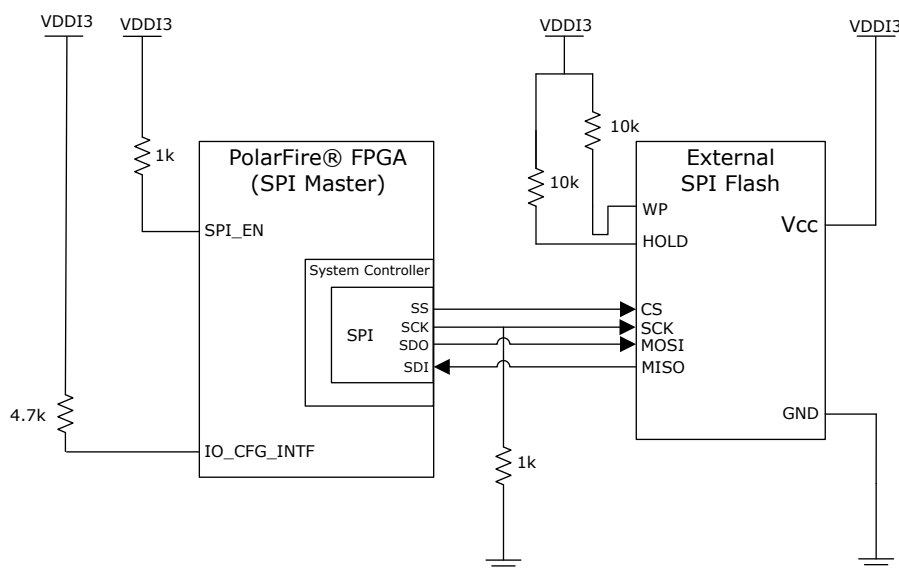 VDDI3
VDDI3
VDDI3
VDDI3
1k
10k
10k
4.7k
PolarFire® FPGA
(SPI Master)
SPI_EN
System Controller
SPI
SS
SCK
SDO
SDI
IO_CFG_INTF
1k
External
SPI Flash
WP
HOLD
Vcc
CS
SCK
MOSI
MISO
GND